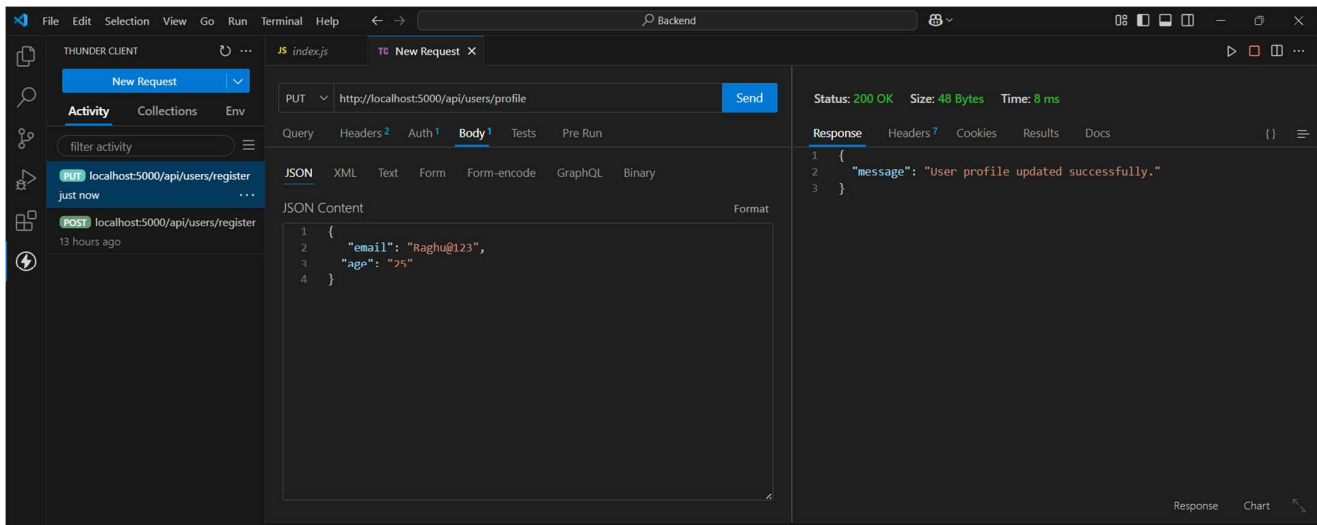 File Edit Selection View Go Run Terminal Help
Backend
THUNDER CLIENT
New Request
Activity Collections Env
filter activity
PUT localhost:5000/api/users/register
just now
POST localhost:5000/api/users/register
13 hours ago
JS index.js
TC New Request
PUT http://localhost:5000/api/users/profile Send
Query Headers 2 Auth 1 Body 1 Tests Pre Run
JSON XML Text Form Form-encode GraphQL Binary
JSON Content Format
1 {
2 "email": "Raghu@123",
3 "age": "25"
4 }
Status: 200 OK Size: 48 Bytes Time: 8 ms
Response Headers 7 Cookies Results Docs {}
1 {
2 "message": "User profile updated successfully."
3 }
Response Chart